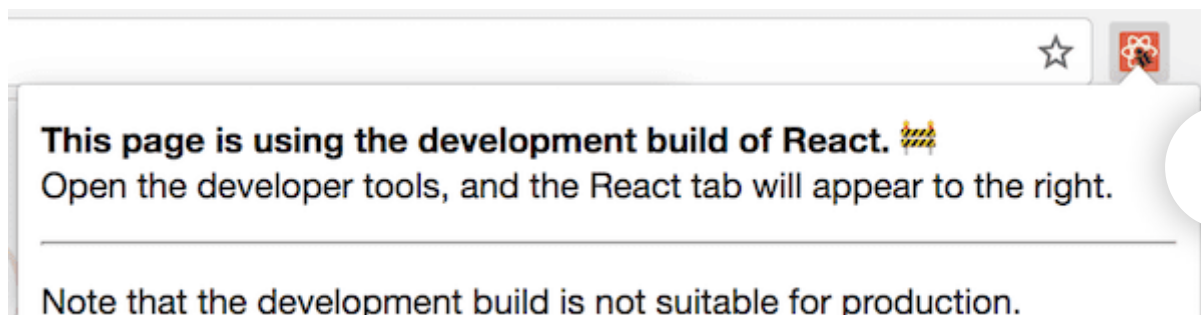 This page is using the development build of React. 🚧
Open the developer tools, and the React tab will appear to the right.
Note that the development build is not suitable for production.